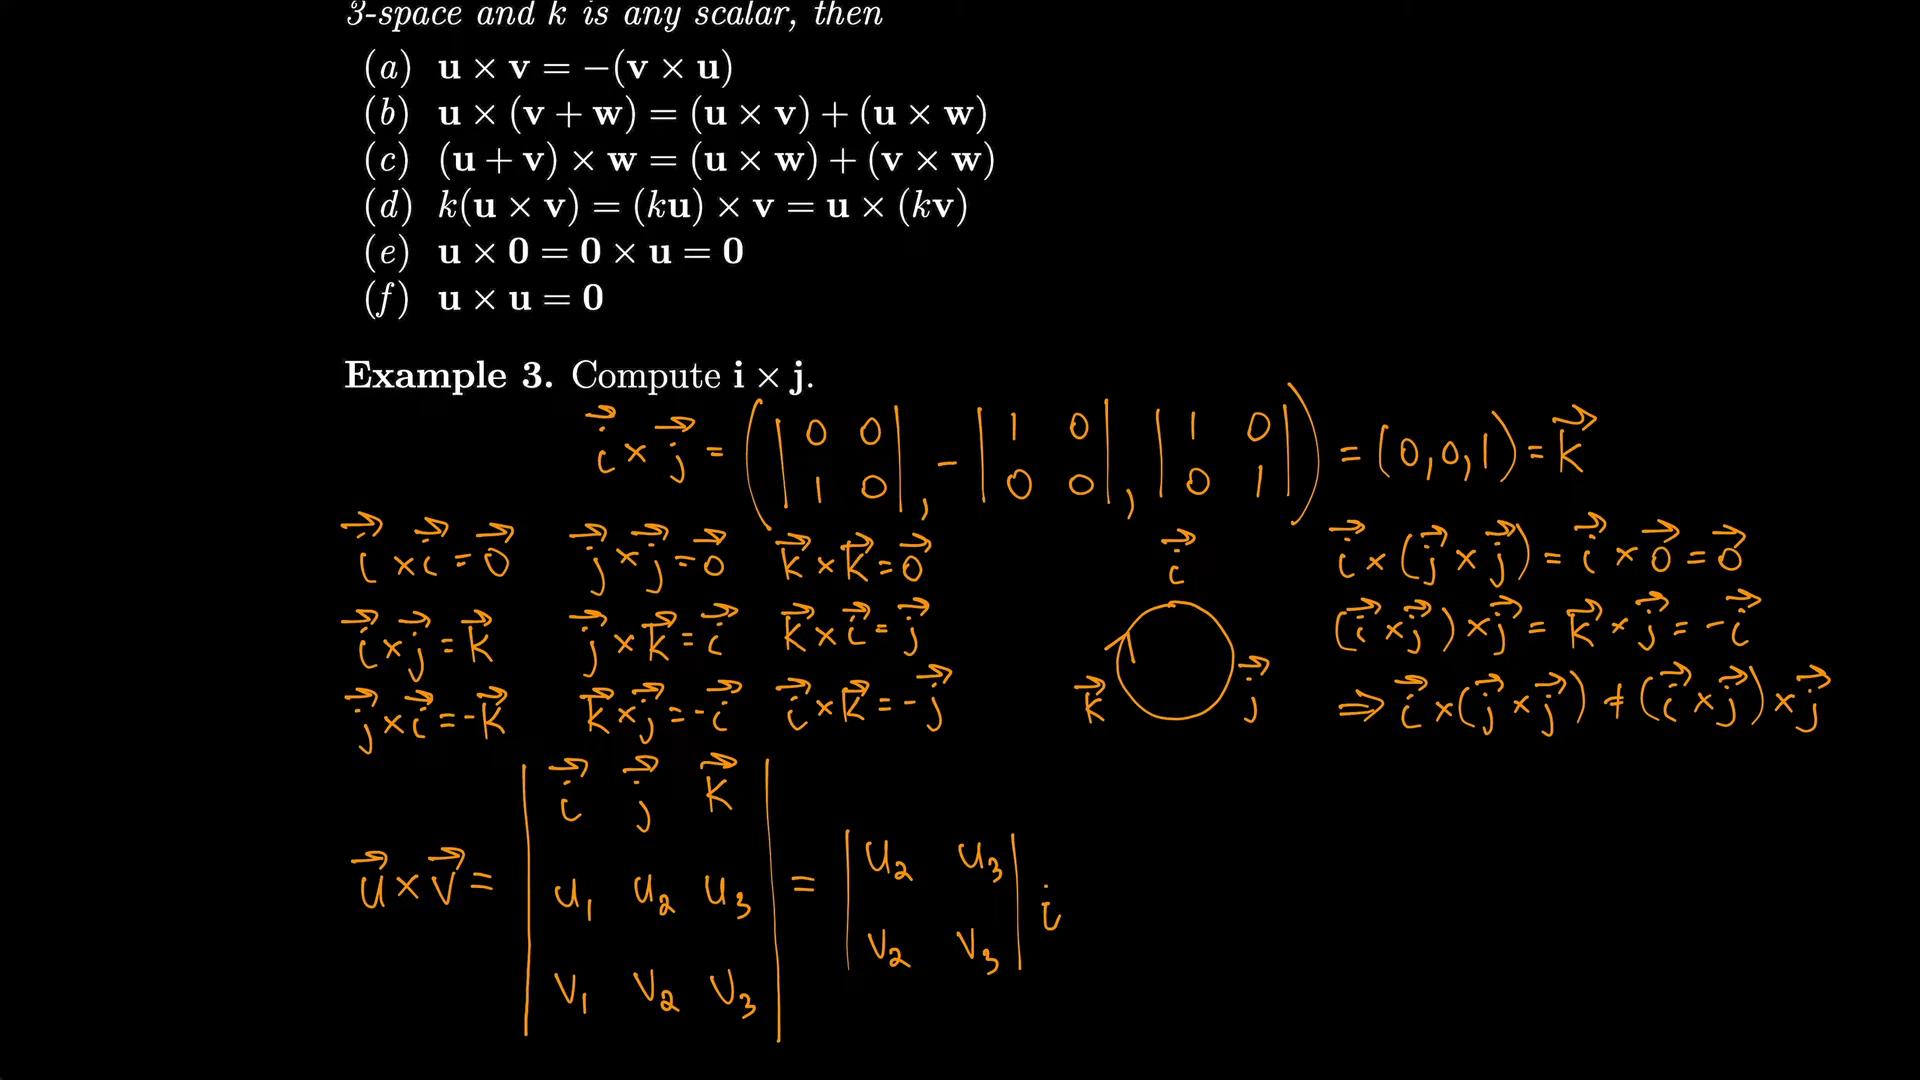 3-space and k is any scalar, then
(a) u × v = −(v × u)
(b) u × (v + w) = (u × v) + (u × w)
(c) (u + v) × w = (u × w) + (v × w)
(d) k(u × v) = (ku) × v = u × (kv)
(e) u × 0 = 0 × u = 0
(f) u × u = 0
Example 3. Compute i × j.
i⃗ × j⃗ = ( |0 0; 1 0|, −|1 0; 0 0|, |1 0; 0 1| ) = (0,0,1) = k⃗
i⃗ × i⃗ = 0⃗ j⃗ × j⃗ = 0⃗ k⃗ × k⃗ = 0⃗
i⃗ × j⃗ = k⃗ j⃗ × k⃗ = i⃗ k⃗ × i⃗ = j⃗
j⃗ × i⃗ = −k⃗ k⃗ × j⃗ = −i⃗ i⃗ × k⃗ = −j⃗
i⃗
k⃗ j⃗
i⃗ × (j⃗ × j⃗) = i⃗ × 0⃗ = 0⃗
(i⃗ × j⃗) × j⃗ = k⃗ × j⃗ = −i⃗
⇒ i⃗ × (j⃗ × j⃗) ≠ (i⃗ × j⃗) × j⃗
u⃗ × v⃗ = |i⃗ j⃗ k⃗; u₁ u₂ u₃; v₁ v₂ v₃| = |u₂ u₃; v₂ v₃| i